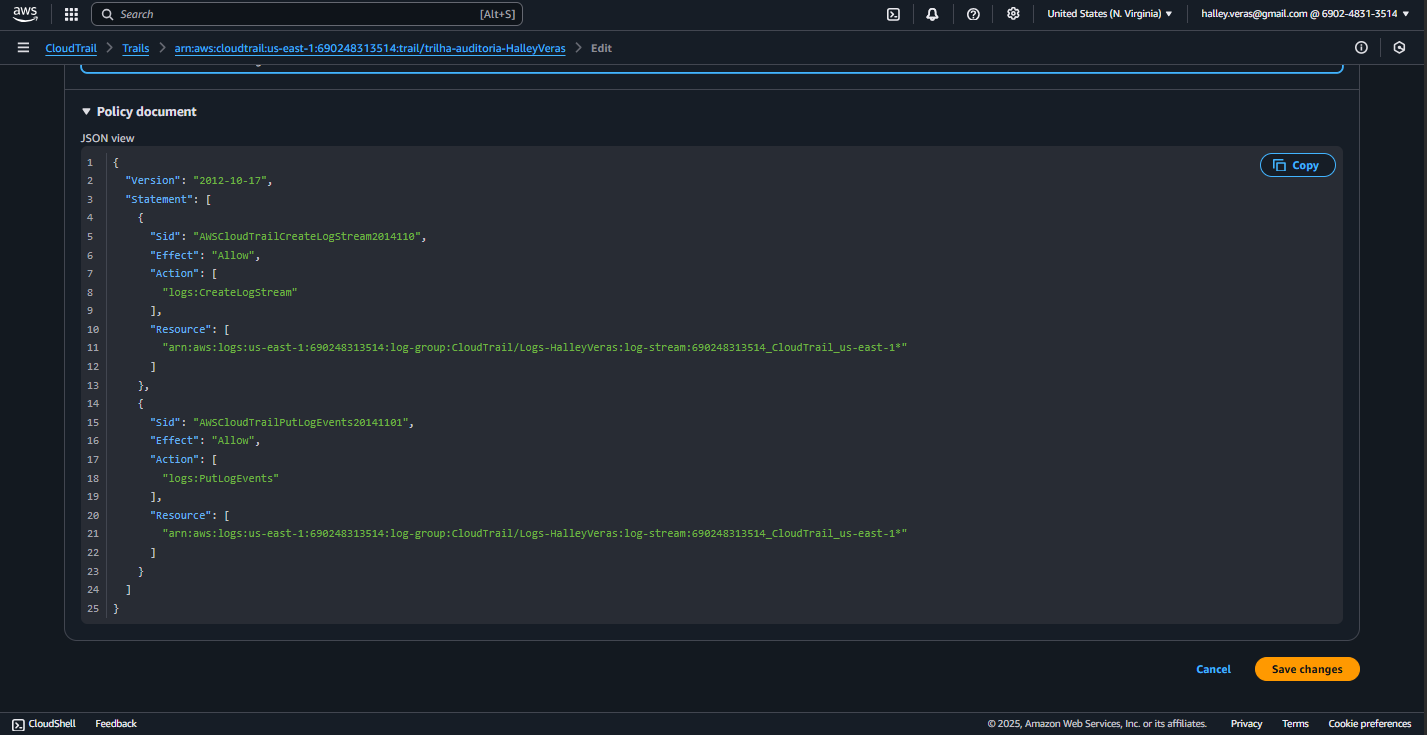 aws
Search
[Alt+S]
United States (N. Virginia) ▼
halley.veras@gmail.com @ 6902-4831-3514 ▼
CloudTrail > Trails > arn:aws:cloudtrail:us-east-1:690248313514:trail/trilha-auditoria-HalleyVeras > Edit
▼ Policy document
JSON view
Copy
1 {
2 "Version": "2012-10-17",
3 "Statement": [
4 {
5 "Sid": "AWSCloudTrailCreateLogStream2014110",
6 "Effect": "Allow",
7 "Action": [
8 "logs:CreateLogStream"
9 ],
10 "Resource": [
11 "arn:aws:logs:us-east-1:690248313514:log-group:CloudTrail/Logs-HalleyVeras:log-stream:690248313514_CloudTrail_us-east-1*"
12 ]
13 },
14 {
15 "Sid": "AWSCloudTrailPutLogEvents20141101",
16 "Effect": "Allow",
17 "Action": [
18 "logs:PutLogEvents"
19 ],
20 "Resource": [
21 "arn:aws:logs:us-east-1:690248313514:log-group:CloudTrail/Logs-HalleyVeras:log-stream:690248313514_CloudTrail_us-east-1*"
22 ]
23 }
24 ]
25 }
Cancel
Save changes
CloudShell
Feedback
© 2025, Amazon Web Services, Inc. or its affiliates.
Privacy
Terms
Cookie preferences